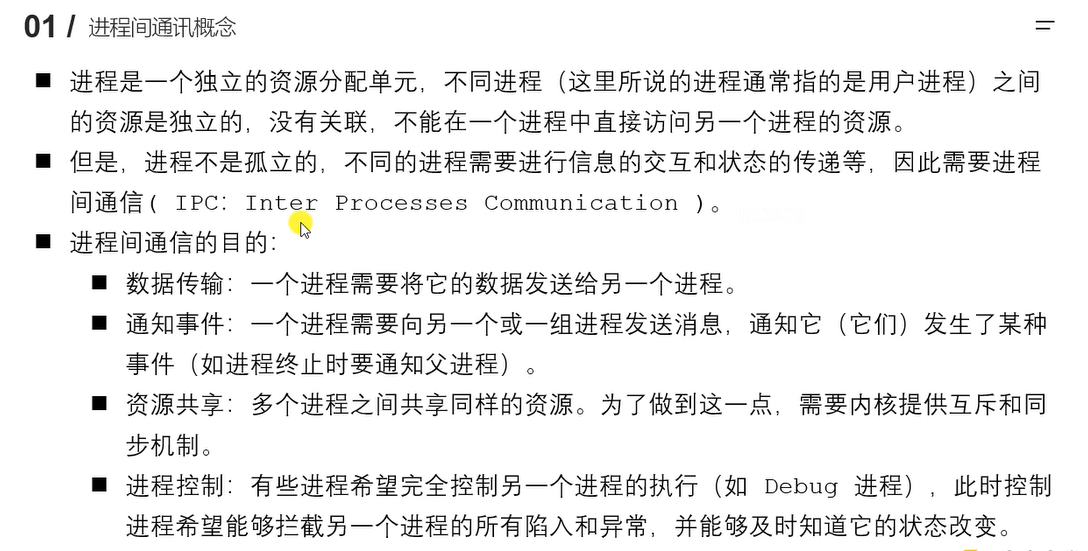 01 / 进程间通讯概念
■ 进程是一个独立的资源分配单元，不同进程（这里所说的进程通常指的是用户进程）之间
的资源是独立的，没有关联，不能在一个进程中直接访问另一个进程的资源。
■ 但是，进程不是孤立的，不同的进程需要进行信息的交互和状态的传递等，因此需要进程
间通信( IPC: Inter Processes Communication )。
■ 进程间通信的目的：
■ 数据传输：一个进程需要将它的数据发送给另一个进程。
■ 通知事件：一个进程需要向另一个或一组进程发送消息，通知它（它们）发生了某种
事件（如进程终止时要通知父进程）。
■ 资源共享：多个进程之间共享同样的资源。为了做到这一点，需要内核提供互斥和同
步机制。
■ 进程控制：有些进程希望完全控制另一个进程的执行（如 Debug 进程），此时控制
进程希望能够拦截另一个进程的所有陷入和异常，并能够及时知道它的状态改变。